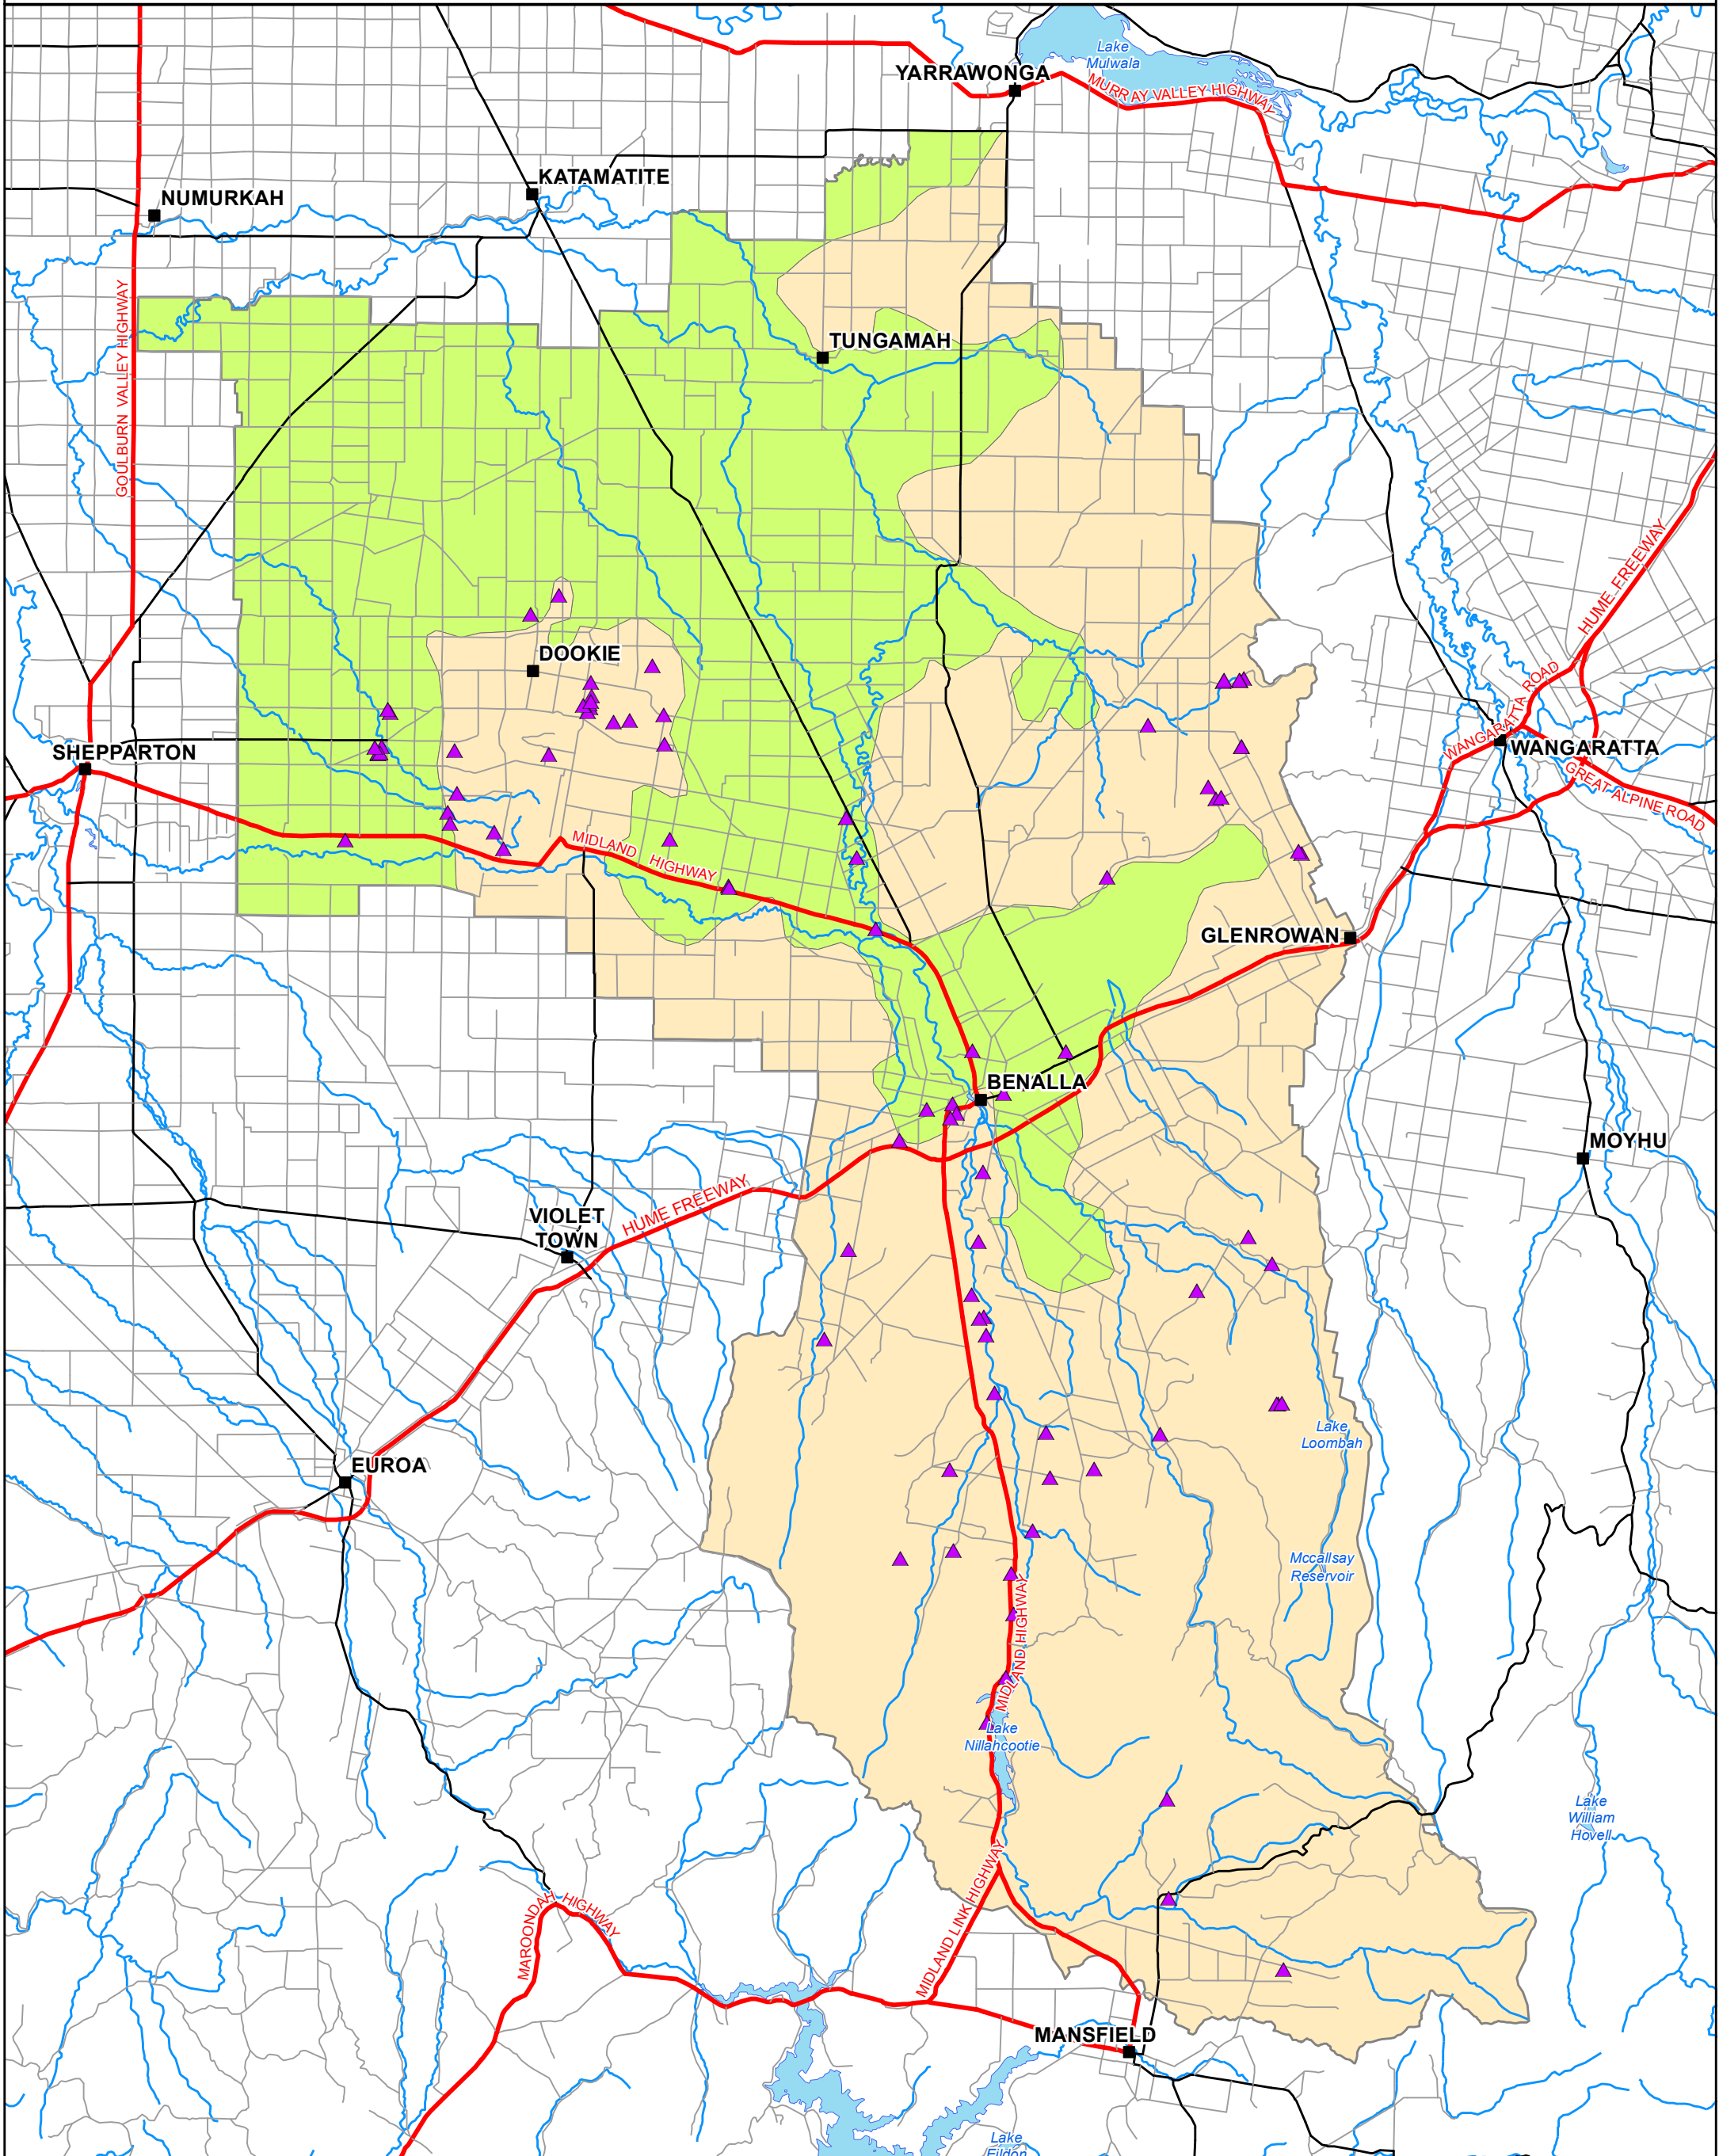 Lake
Mulwala
YARRAWONGA
MURRAY VALLEY HIGHWAY
KATAMATITE
NUMURKAH
GOULBURN VALLEY HIGHWAY
TUNGAMAH
HUME FREEWAY
DOOKIE
WANGARATTA ROAD
SHEPPARTON
WANGARATTA
GREAT ALPINE ROAD
MIDLAND HIGHWAY
GLENROWAN
BENALLA
MOYHU
HUME FREEWAY
VIOLET
TOWN
Lake
Loombah
EUROA
Mccallsay
Reservoir
MIDLAND HIGHWAY
Lake
Nillahcootie
Lake
William
Hovell
MIDLAND LINK HIGHWAY
MAROONDAH HIGHWAY
MANSFIELD
Lake
Eildon